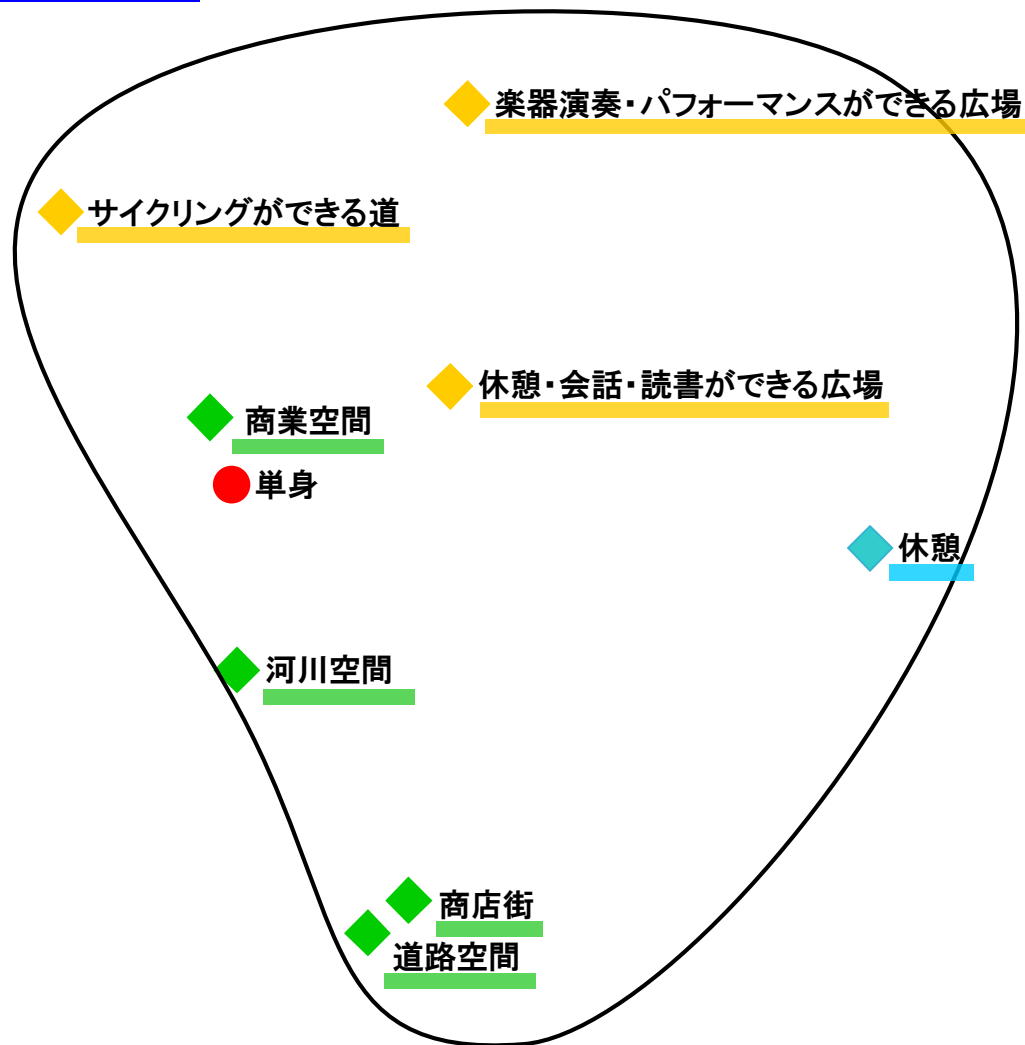 楽器演奏・パフォーマンスができる広場
サイクリングができる道
休憩・会話・読書ができる広場
商業空間
単身
休憩
河川空間
商店街
道路空間